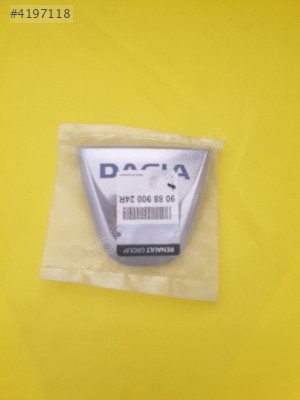 #4197118
DACIA
90 88 900 24R
RENAULT GROUP